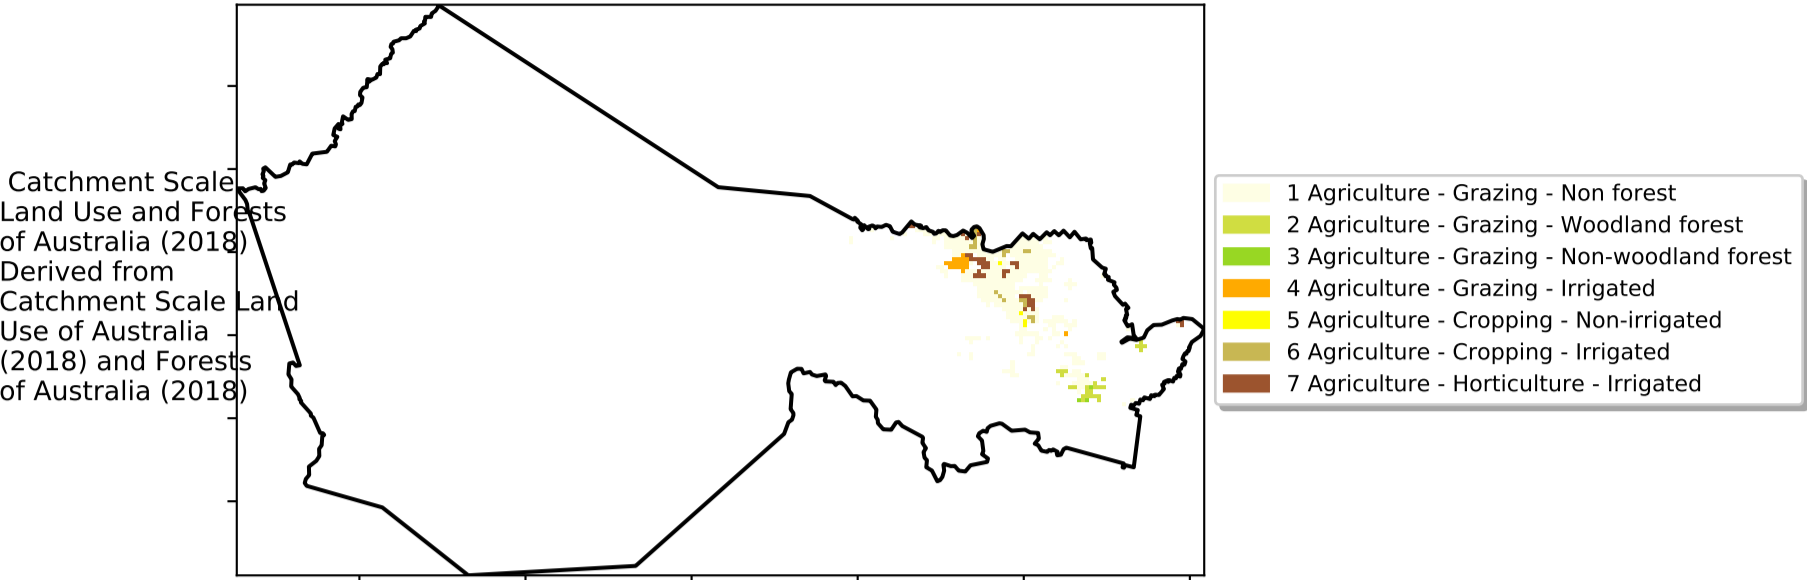 Catchment Scale
Land Use and Forests
of Australia (2018)
Derived from
Catchment Scale Land
Use of Australia
(2018) and Forests
of Australia (2018)
1 Agriculture - Grazing - Non forest
2 Agriculture - Grazing - Woodland forest
3 Agriculture - Grazing - Non-woodland forest
4 Agriculture - Grazing - Irrigated
5 Agriculture - Cropping - Non-irrigated
6 Agriculture - Cropping - Irrigated
7 Agriculture - Horticulture - Irrigated